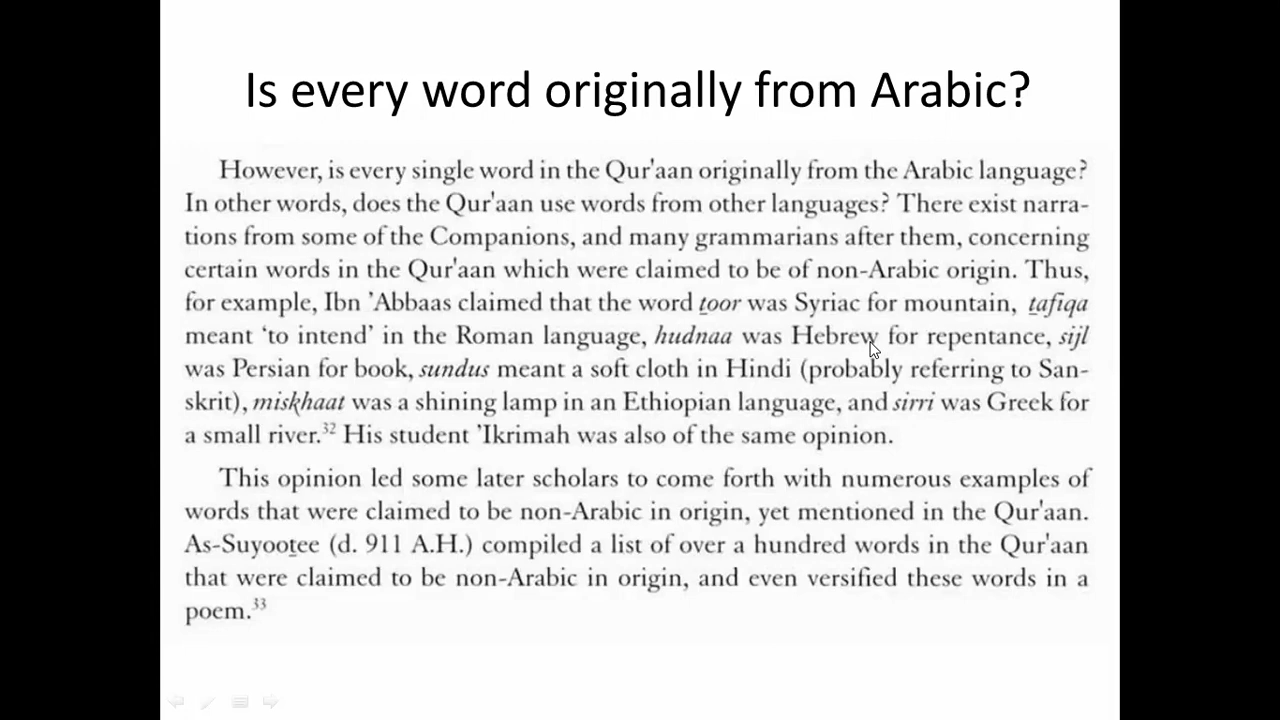 Is every word originally from Arabic?
However, is every single word in the Qur'aan originally from the Arabic language?
In other words, does the Qur'aan use words from other languages? There exist narra-
tions from some of the Companions, and many grammarians after them, concerning
certain words in the Qur'aan which were claimed to be of non-Arabic origin. Thus,
for example, Ibn 'Abbaas claimed that the word ṯoor was Syriac for mountain, ṯafiqa
meant ‘to intend’ in the Roman language, hudnaa was Hebrew for repentance, sijl
was Persian for book, sundus meant a soft cloth in Hindi (probably referring to San-
skrit), miskhaat was a shining lamp in an Ethiopian language, and sirri was Greek for
a small river.³² His student 'Ikrimah was also of the same opinion.
This opinion led some later scholars to come forth with numerous examples of
words that were claimed to be non-Arabic in origin, yet mentioned in the Qur'aan.
As-Suyooṯee (d. 911 A.H.) compiled a list of over a hundred words in the Qur'aan
that were claimed to be non-Arabic in origin, and even versified these words in a
poem.³³